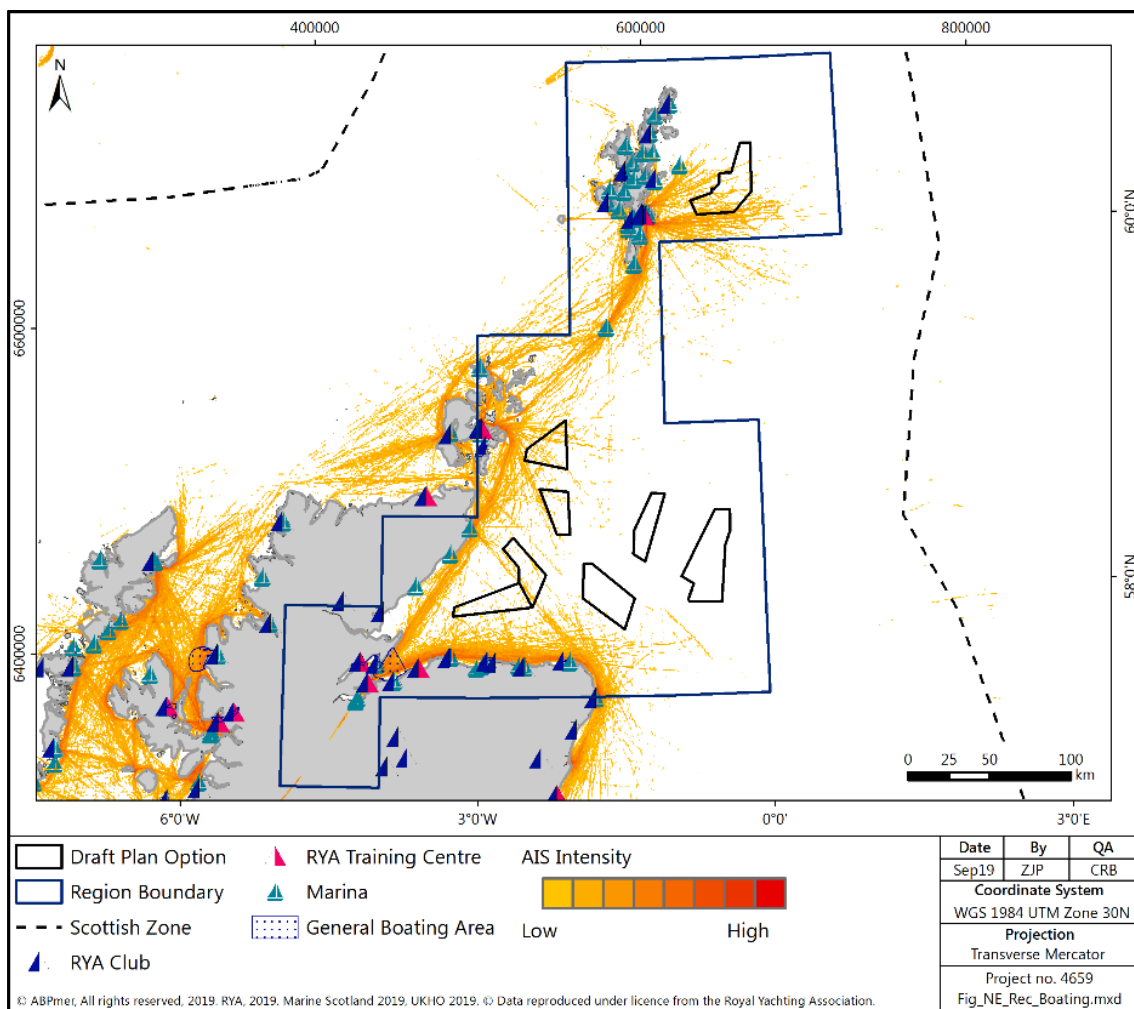 400000 600000 800000
N
60°0'N
6600000
58°0'N
6400000
0 25 50 100
km
6°0'W 3°0'W 0°0' 3°0'E
Draft Plan Option
Region Boundary
Scottish Zone
RYA Club
RYA Training Centre
Marina
General Boating Area
AIS Intensity
Low High
Date By QA
Sep19 ZJP CRB
Coordinate System
WGS 1984 UTM Zone 30N
Projection
Transverse Mercator
Project no. 4659
Fig_NE_Rec_Boating.mxd
© ABPmer, All rights reserved, 2019. RYA, 2019. Marine Scotland 2019, UKHO 2019. © Data reproduced under licence from the Royal Yachting Association.